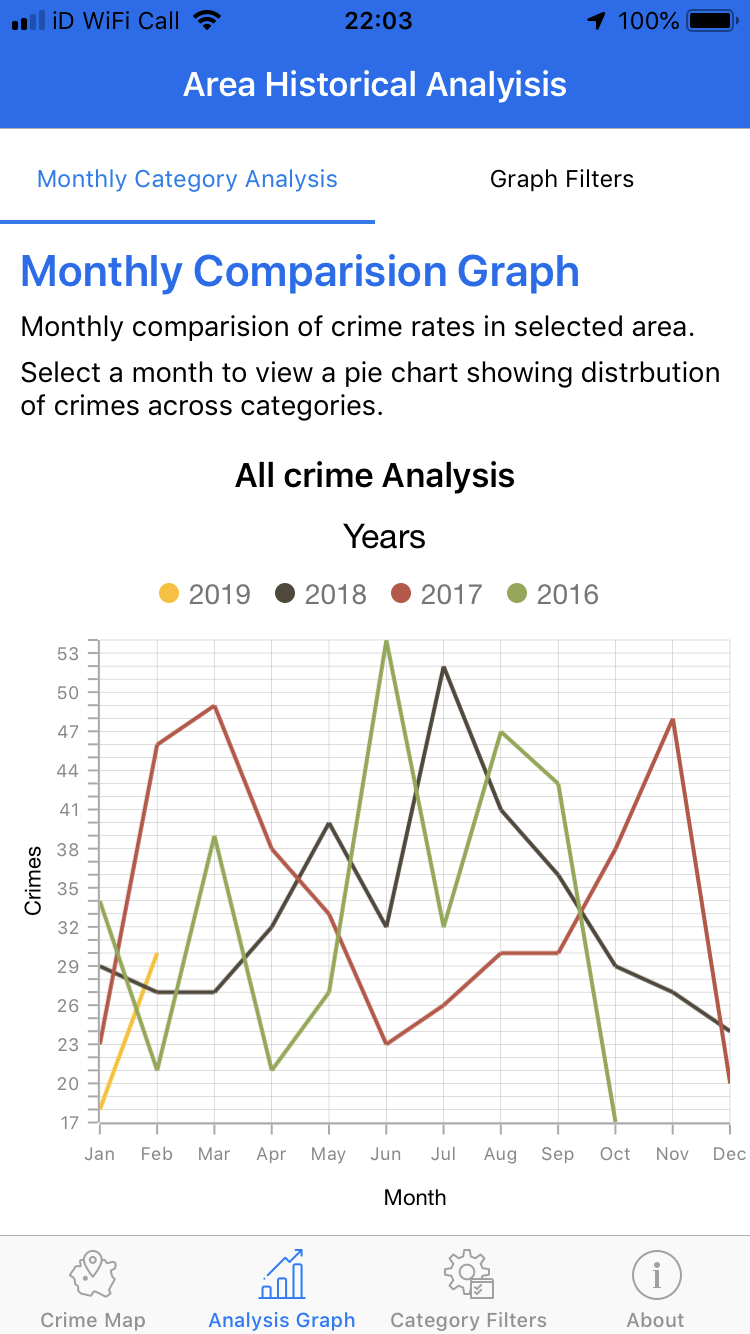 iD WiFi Call 22:03 100%
Area Historical Analyisis
Monthly Category Analysis Graph Filters
Monthly Comparision Graph
Monthly comparision of crime rates in selected area.
Select a month to view a pie chart showing distrbution
of crimes across categories.
All crime Analysis
Years
2019 2018 2017 2016
53
50
47
44
41
38
35
32
29
26
23
20
17
Crimes
Jan Feb Mar Apr May Jun Jul Aug Sep Oct Nov Dec
Month
Crime Map Analysis Graph Category Filters About